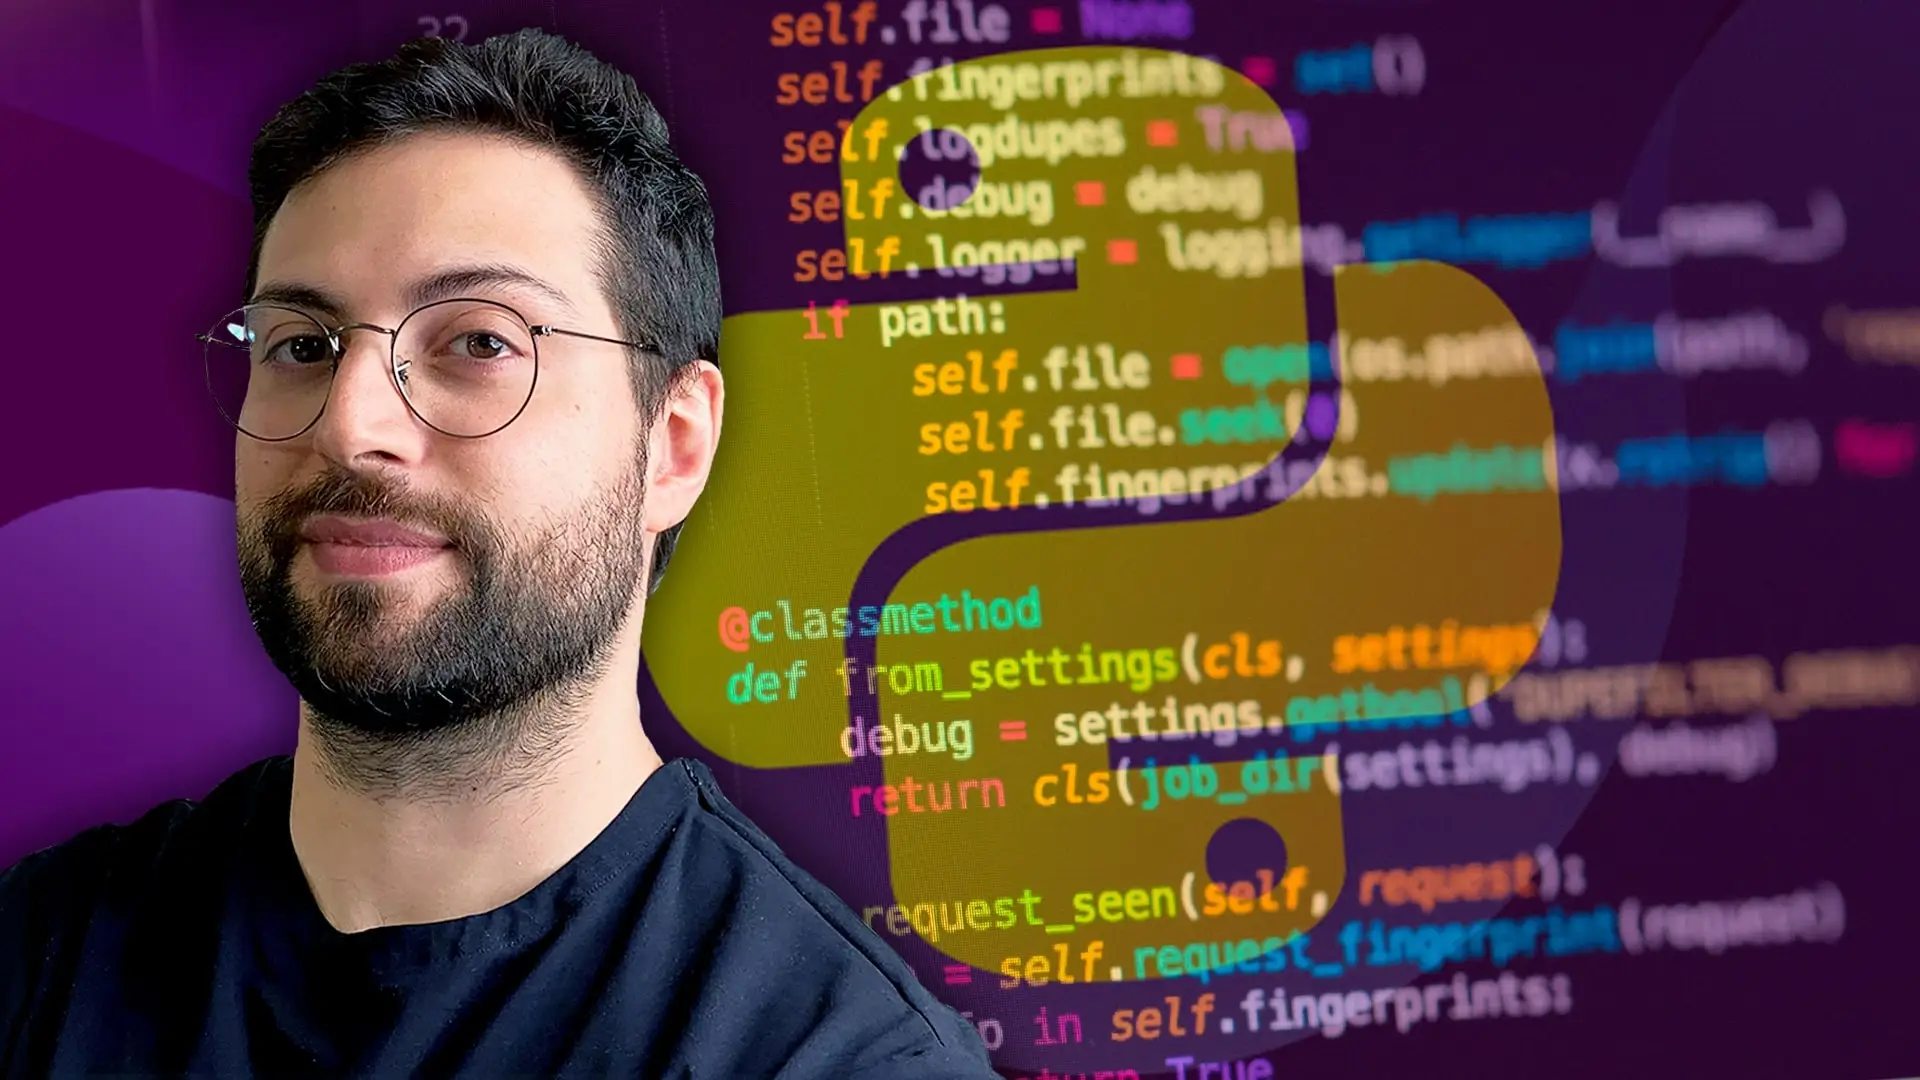 32
self.file = None
self.fingerprints = set()
self.logdupes = True
self.debug = debug
self.logger = logging.getLogger(__name__)
if path:
self.file = open(os.path.join(path,
self.file.seek(0)
self.fingerprints.update(x.rstrip() for
@classmethod
def from_settings(cls, settings):
debug = settings.getbool('DUPEFILTER_DEBUG
return cls(job_dir(settings), debug)
request_seen(self, request):
= self.request_fingerprint(request)
fp in self.fingerprints:
return True